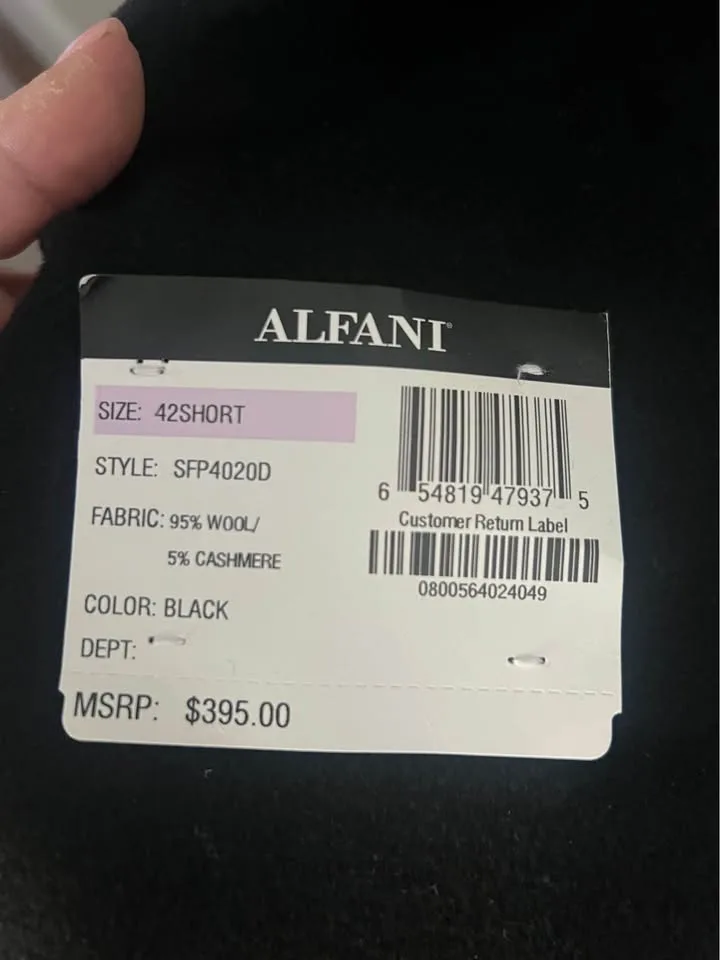 ALFANI®
SIZE: 42SHORT
STYLE: SFP4020D
FABRIC: 95% WOOL/
5% CASHMERE
COLOR: BLACK
DEPT:
MSRP: $395.00
6 54819 47937 5
Customer Return Label
0800564024049